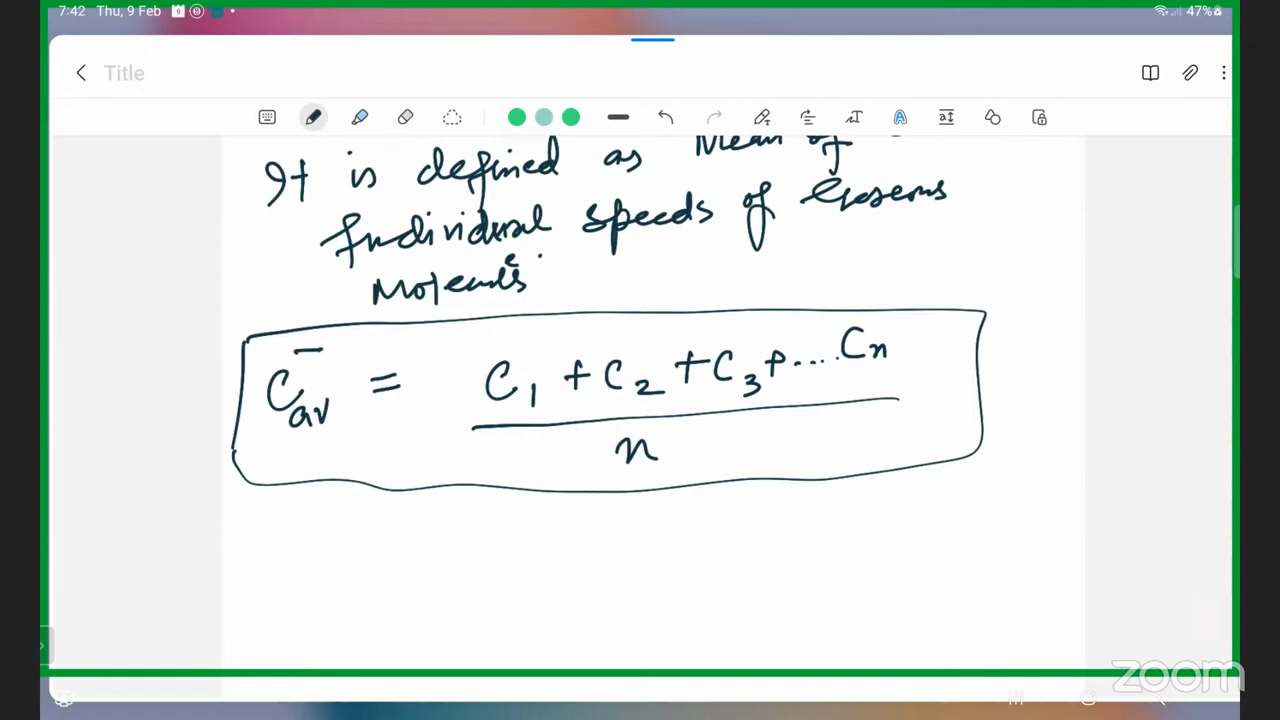 7:42 Thu, 9 Feb
47%
Title
It is defined as Mean of
Individual speeds of Gaseous
Molecules
C̄av = C1 + C2 + C3 + .... Cn
n
zoom